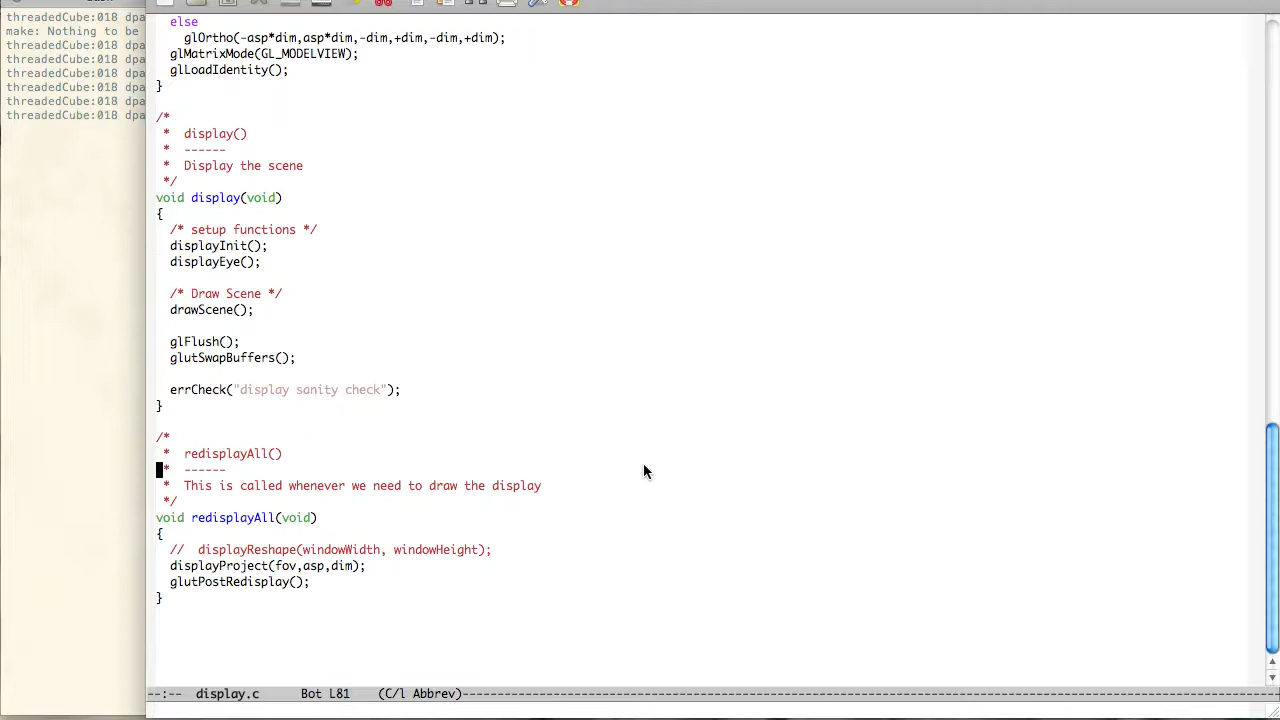 threadedCube:018 dpa
make: Nothing to be
threadedCube:018 dpa
threadedCube:018 dpa
threadedCube:018 dpa
threadedCube:018 dpa
threadedCube:018 dpa
threadedCube:018 dpa
else
glOrtho(-asp*dim,asp*dim,-dim,+dim,-dim,+dim);
glMatrixMode(GL_MODELVIEW);
glLoadIdentity();
}
/*
*  display()
*  ------
*  Display the scene
*/
void display(void)
{
/* setup functions */
displayInit();
displayEye();
/* Draw Scene */
drawScene();
glFlush();
glutSwapBuffers();
errCheck("display sanity check");
}
/*
*  redisplayAll()
*  ------
*  This is called whenever we need to draw the display
*/
void redisplayAll(void)
{
//  displayReshape(windowWidth, windowHeight);
displayProject(fov,asp,dim);
glutPostRedisplay();
}
--:--  display.c      Bot L81    (C/l Abbrev)